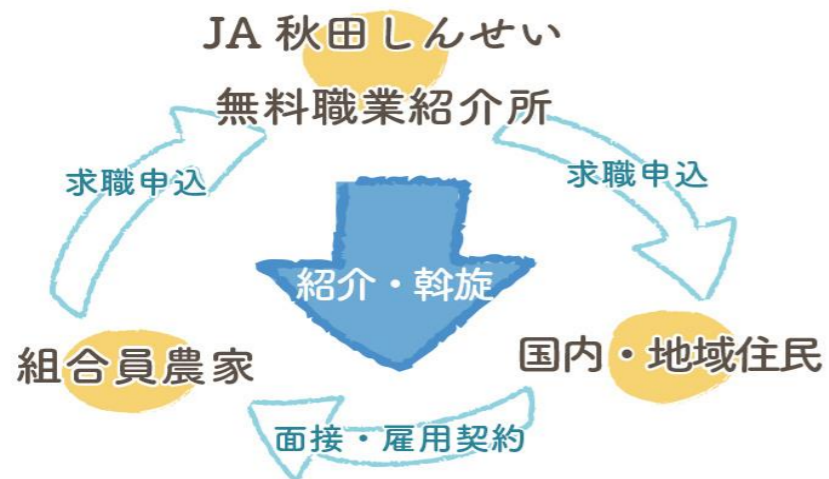 JA 秋田しんせい
無料職業紹介所
求職申込
求職申込
紹介・斡旋
組合員農家
国内・地域住民
面接・雇用契約